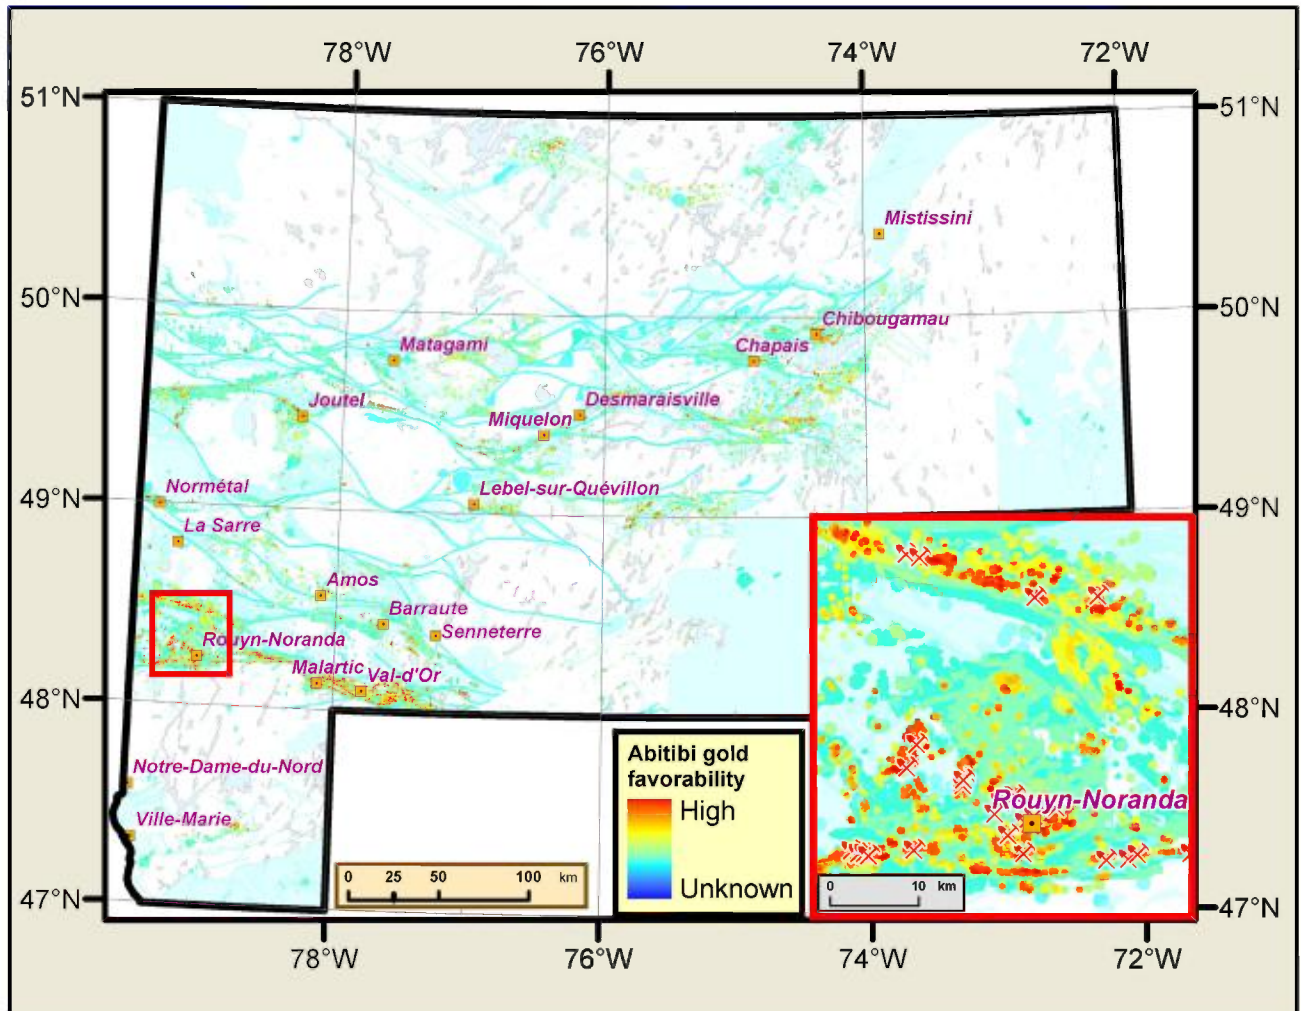 78°W 76°W 74°W 72°W
51°N 51°N
Mistissini
50°N 50°N
Chibougamau
Matagami Chapais
Joutel Desmaraisville
Miquelon
Normétal Lebel-sur-Quévillon
49°N 49°N
La Sarre
Amos
Barraute
Rouyn-Noranda Senneterre
Malartic Val-d'Or
48°N 48°N
Notre-Dame-du-Nord
Ville-Marie
Abitibi gold
favorability
High
Unknown
Rouyn-Noranda
0 25 50 100 km
0 10 km
47°N 47°N
78°W 76°W 74°W 72°W